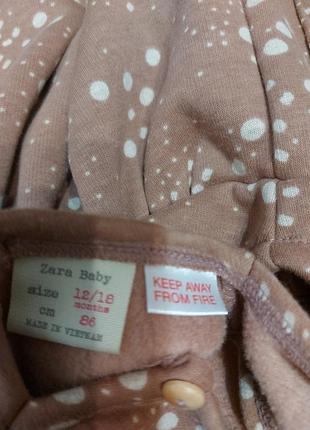 Zara Baby
size 12/18
months
cm 86
MADE IN VIETNAM
KEEP AWAY
FROM FIRE